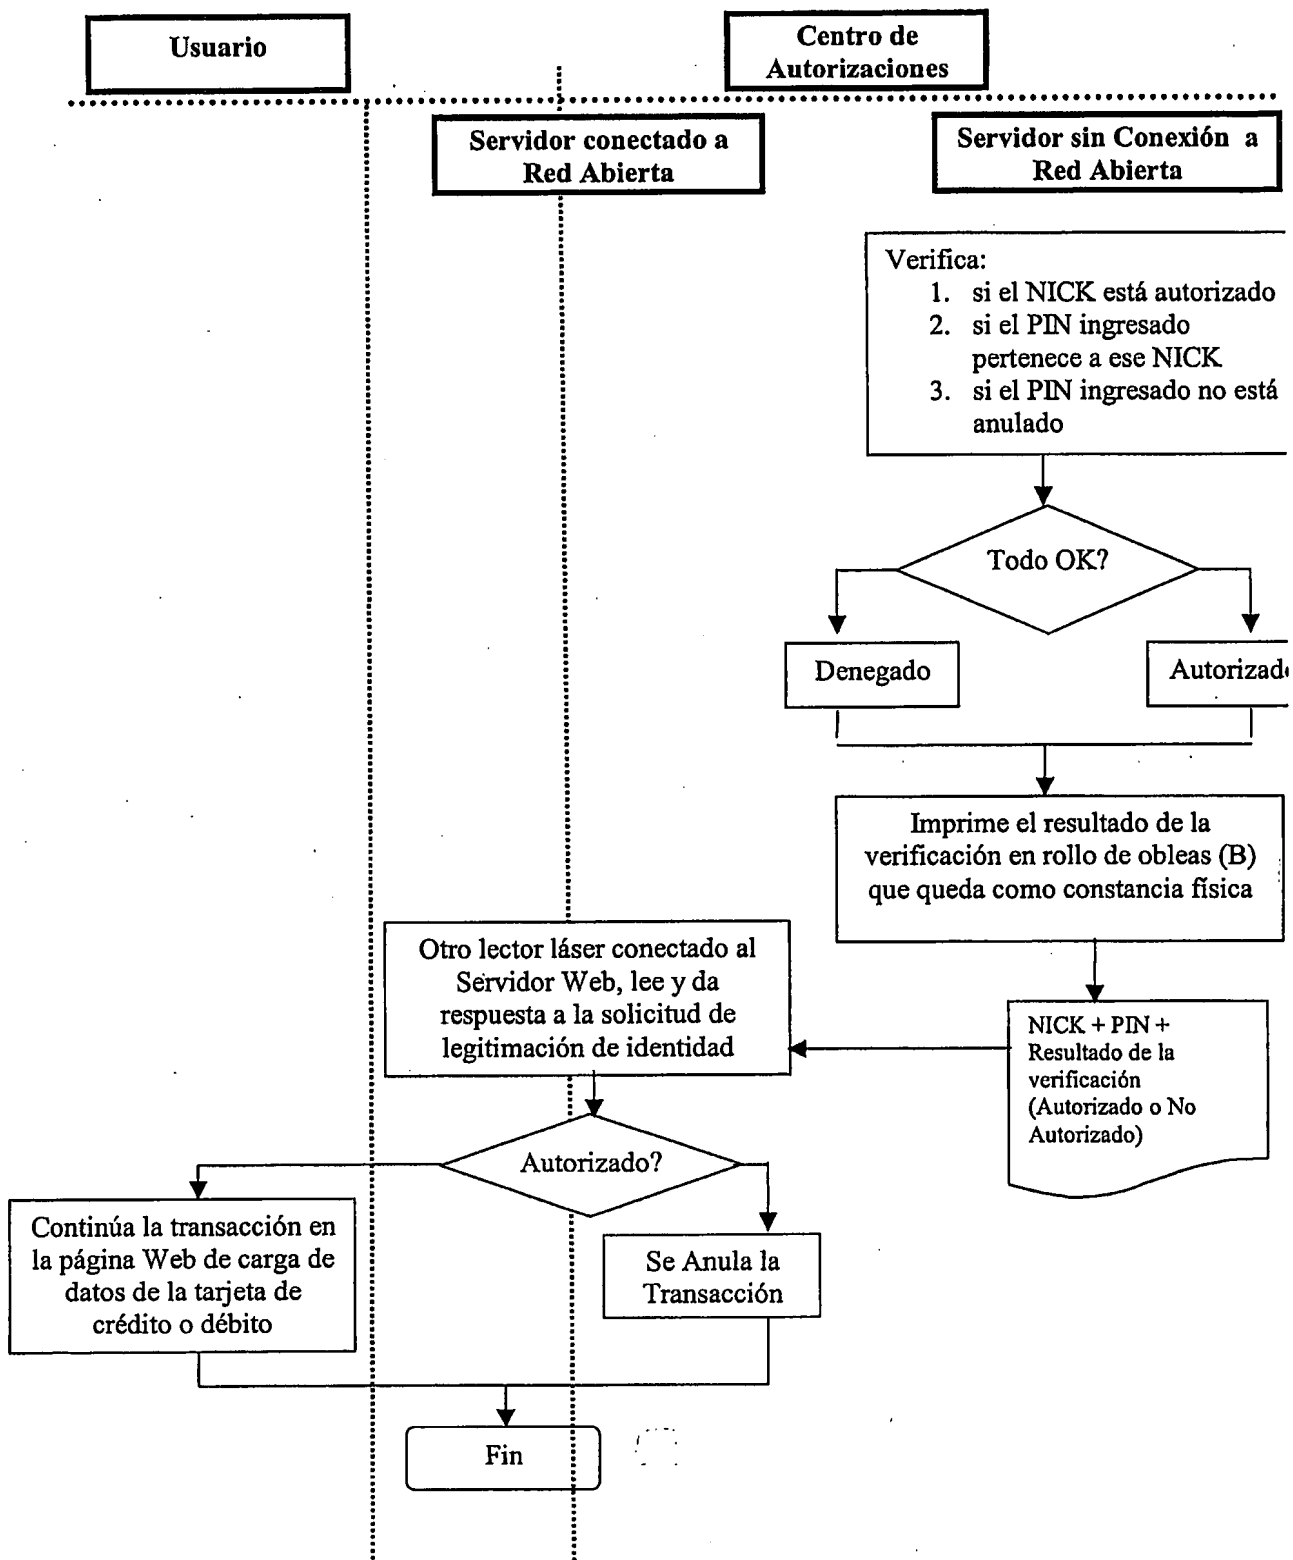 Usuario
Centro de
Autorizaciones
Servidor conectado a
Red Abierta
Servidor sin Conexión a
Red Abierta
Verifica:
1. si el NICK está autorizado
2. si el PIN ingresado
pertenece a ese NICK
3. si el PIN ingresado no está
anulado
Todo OK?
Denegado
Autorizad
Imprime el resultado de la
verificación en rollo de obleas (B)
que queda como constancia física
Otro lector láser conectado al
Servidor Web, lee y da
respuesta a la solicitud de
legitimación de identidad
NICK + PIN +
Resultado de la
verificación
(Autorizado o No
Autorizado)
Autorizado?
Continúa la transacción en
la página Web de carga de
datos de la tarjeta de
crédito o débito
Se Anula la
Transacción
Fin